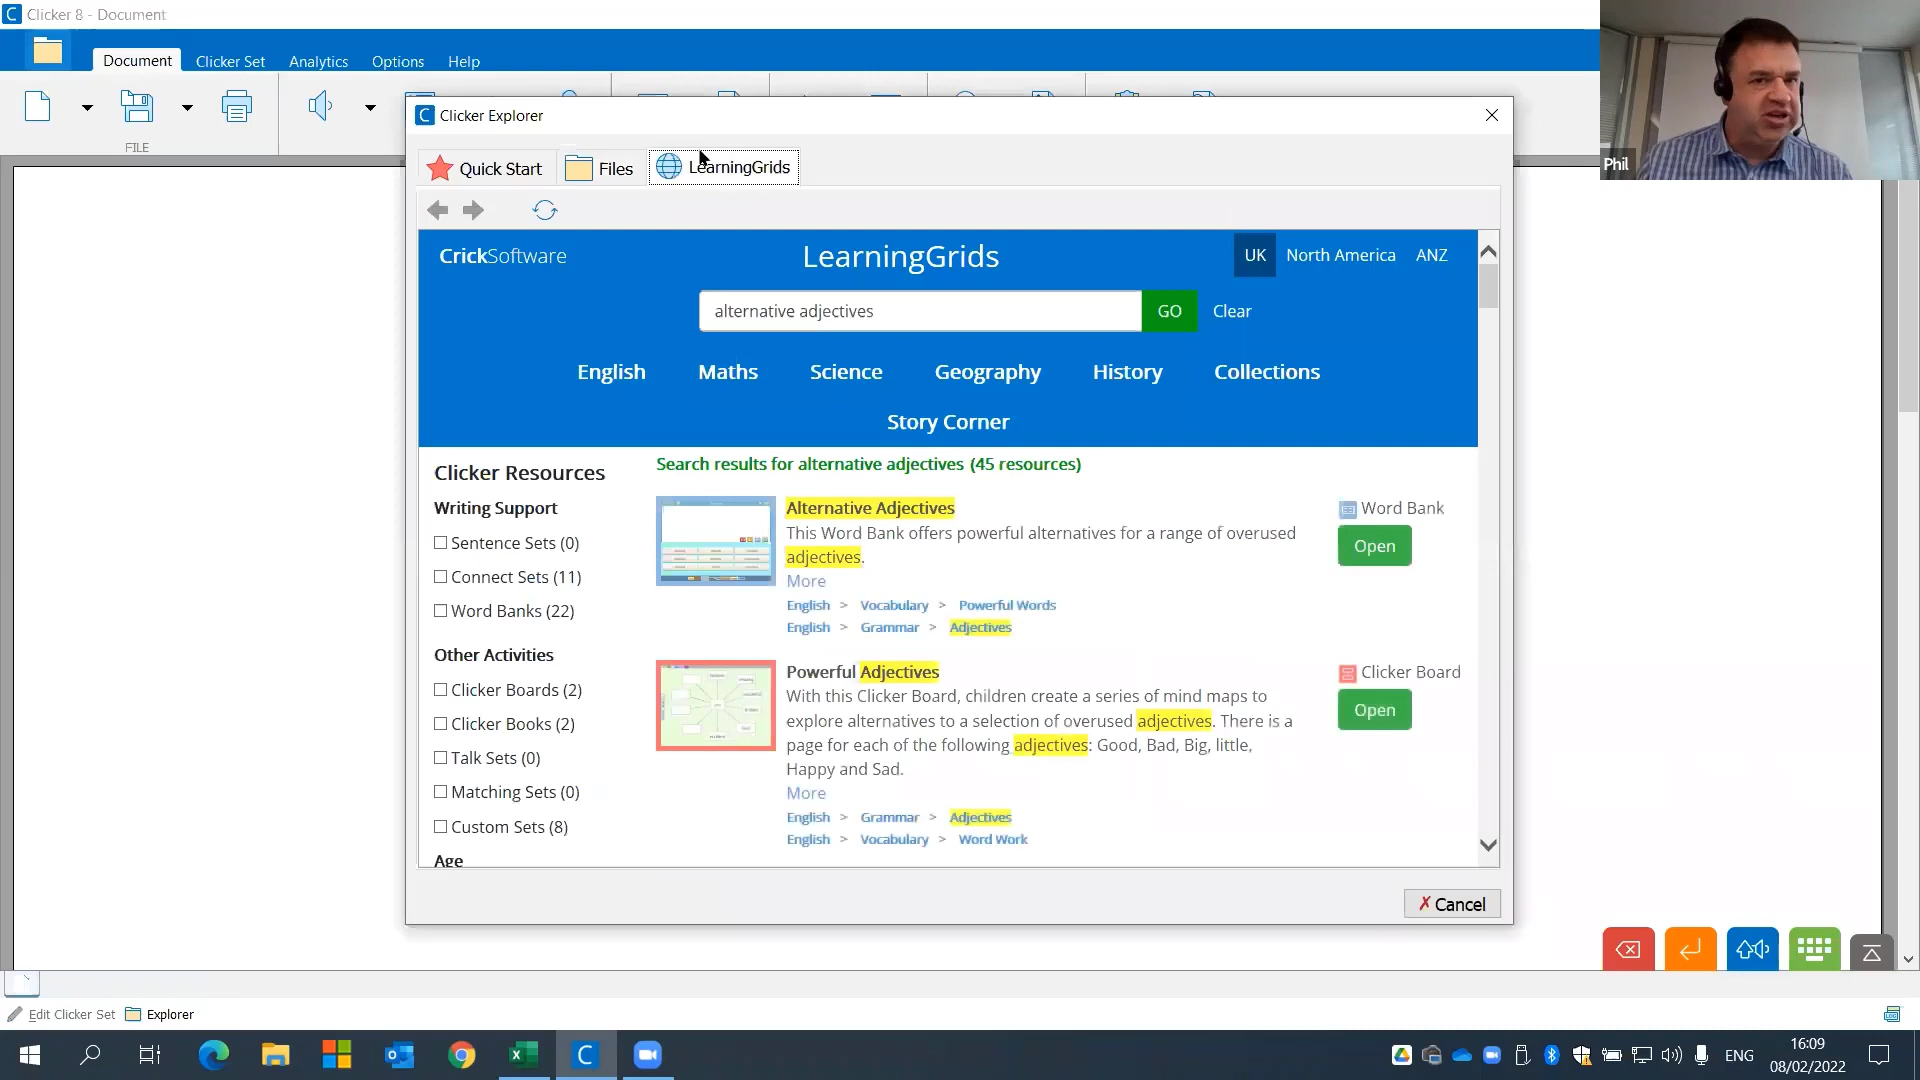 Clicker 8 - Document
Document Clicker Set Analytics Options Help
Phil
FILE
Clicker Explorer
Quick Start Files LearningGrids
CrickSoftware LearningGrids UK North America ANZ
alternative adjectives GO Clear
English Maths Science Geography History Collections
Story Corner
Clicker Resources
Writing Support
Sentence Sets (0)
Connect Sets (11)
Word Banks (22)
Other Activities
Clicker Boards (2)
Clicker Books (2)
Talk Sets (0)
Matching Sets (0)
Custom Sets (8)
Age
Search results for alternative adjectives (45 resources)
Alternative Adjectives
This Word Bank offers powerful alternatives for a range of overused
adjectives.
More
English > Vocabulary > Powerful Words
English > Grammar > Adjectives
Word Bank
Open
Powerful Adjectives
With this Clicker Board, children create a series of mind maps to
explore alternatives to a selection of overused adjectives. There is a
page for each of the following adjectives: Good, Bad, Big, little,
Happy and Sad.
More
English > Grammar > Adjectives
English > Vocabulary > Word Work
Clicker Board
Open
Cancel
Edit Clicker Set Explorer
ENG
16:09
08/02/2022